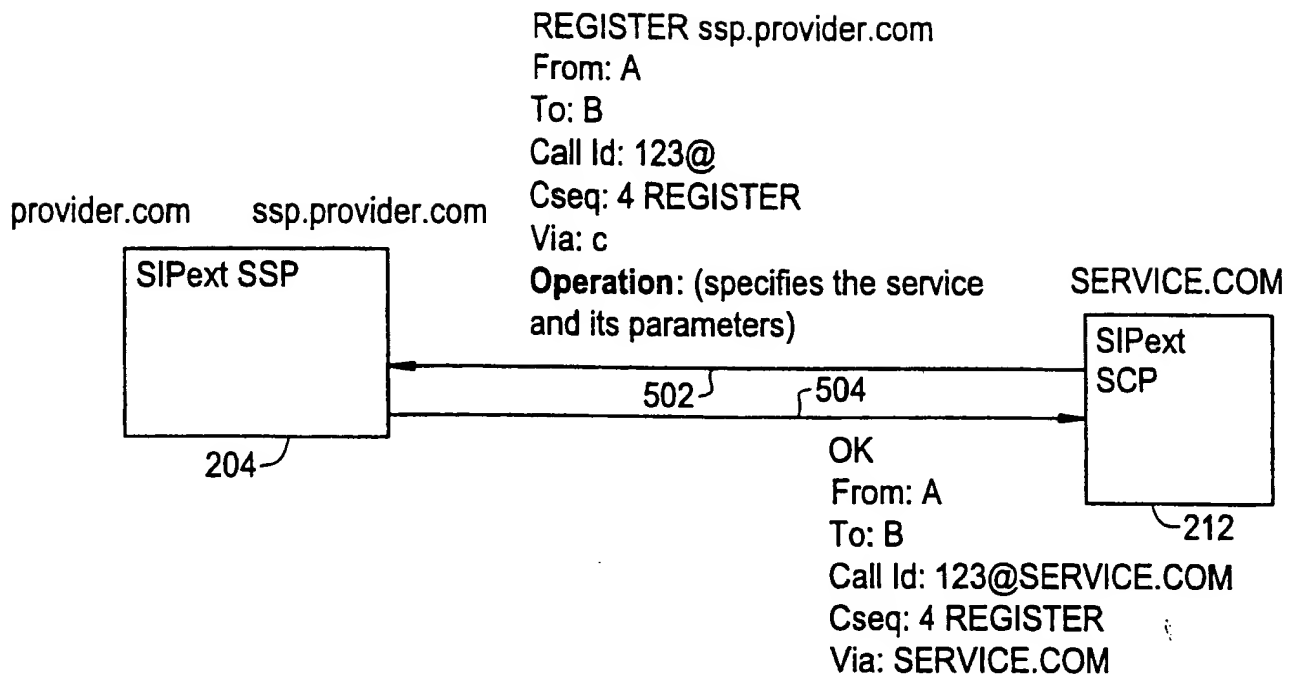 REGISTER ssp.provider.com
From: A
To: B
Call Id: 123@
Cseq: 4 REGISTER
Via: c
Operation: (specifies the service
and its parameters)
provider.com ssp.provider.com
SIPext SSP
204
SERVICE.COM
SIPext
SCP
212
502
504
OK
From: A
To: B
Call Id: 123@SERVICE.COM
Cseq: 4 REGISTER
Via: SERVICE.COM